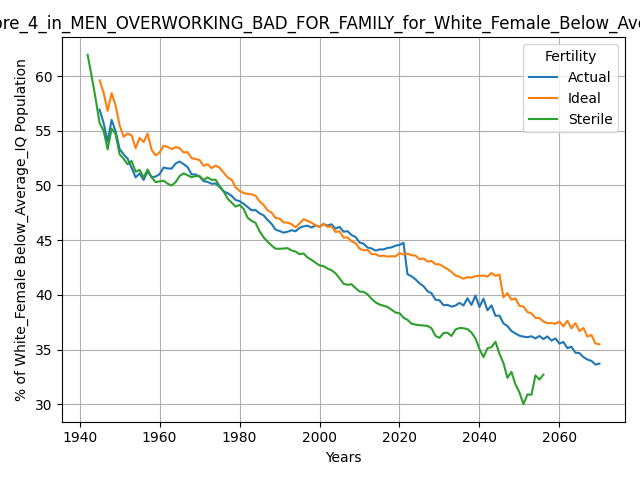 ore_4_in_MEN_OVERWORKING_BAD_FOR_FAMILY_for_White_Female_Below_Ave
% of White_Female Below_Average_IQ Population
60
55
50
45
40
35
30
Fertility
Actual
Ideal
Sterile
1940 1960 1980 2000 2020 2040 2060
Years